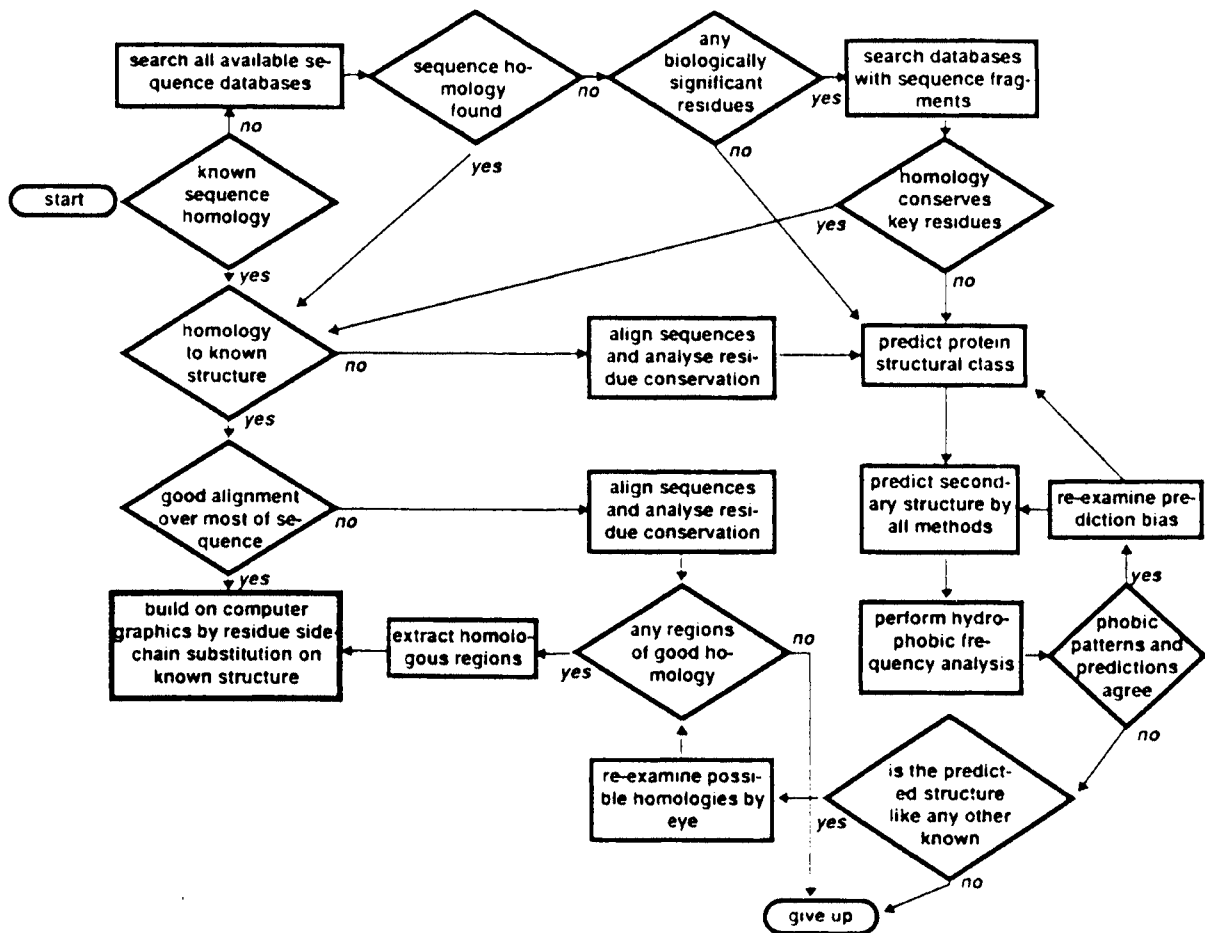 search all available se-
quence databases
sequence ho-
mology
found
any
biologically
significant
residues
search databases
with sequence frag-
ments
no
yes
no
yes
no
start
known
sequence
homology
homology
conserves
key residues
yes
no
yes
homology
to known
structure
no
align sequences
and analyse resi-
due conservation
predict protein
structural class
yes
good alignment
over most of se-
quence
no
align sequences
and analyse resi-
due conservation
predict second-
ary structure by
all methods
re-examine pre-
diction bias
yes
yes
build on computer
graphics by residue side-
chain substitution on
known structure
extract homolo-
gous regions
yes
any regions
of good ho-
mology
no
perform hydro-
phobic fre-
quency analysis
phobic
patterns and
predictions
agree
no
re-examine possi-
ble homologies by
eye
yes
is the predict-
ed structure
like any other
known
no
give up